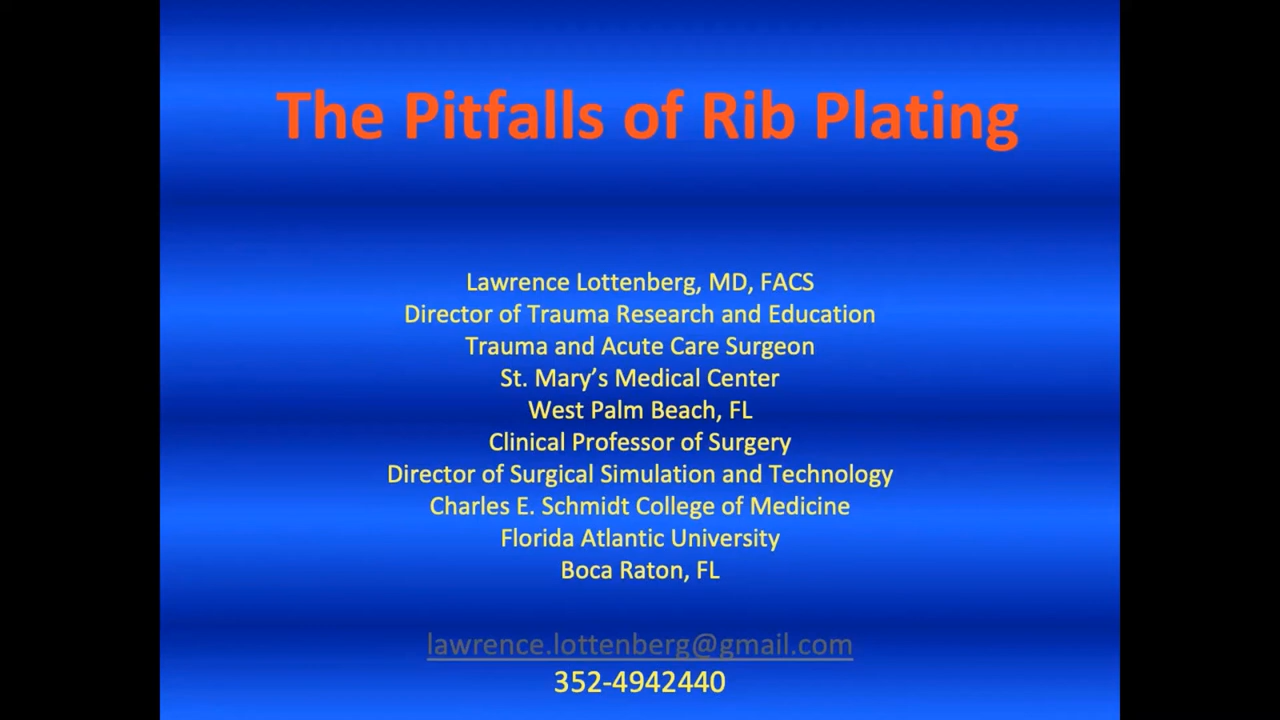 The Pitfalls of Rib Plating
Lawrence Lottenberg, MD, FACS
Director of Trauma Research and Education
Trauma and Acute Care Surgeon
St. Mary’s Medical Center
West Palm Beach, FL
Clinical Professor of Surgery
Director of Surgical Simulation and Technology
Charles E. Schmidt College of Medicine
Florida Atlantic University
Boca Raton, FL
lawrence.lottenberg@gmail.com
352-4942440